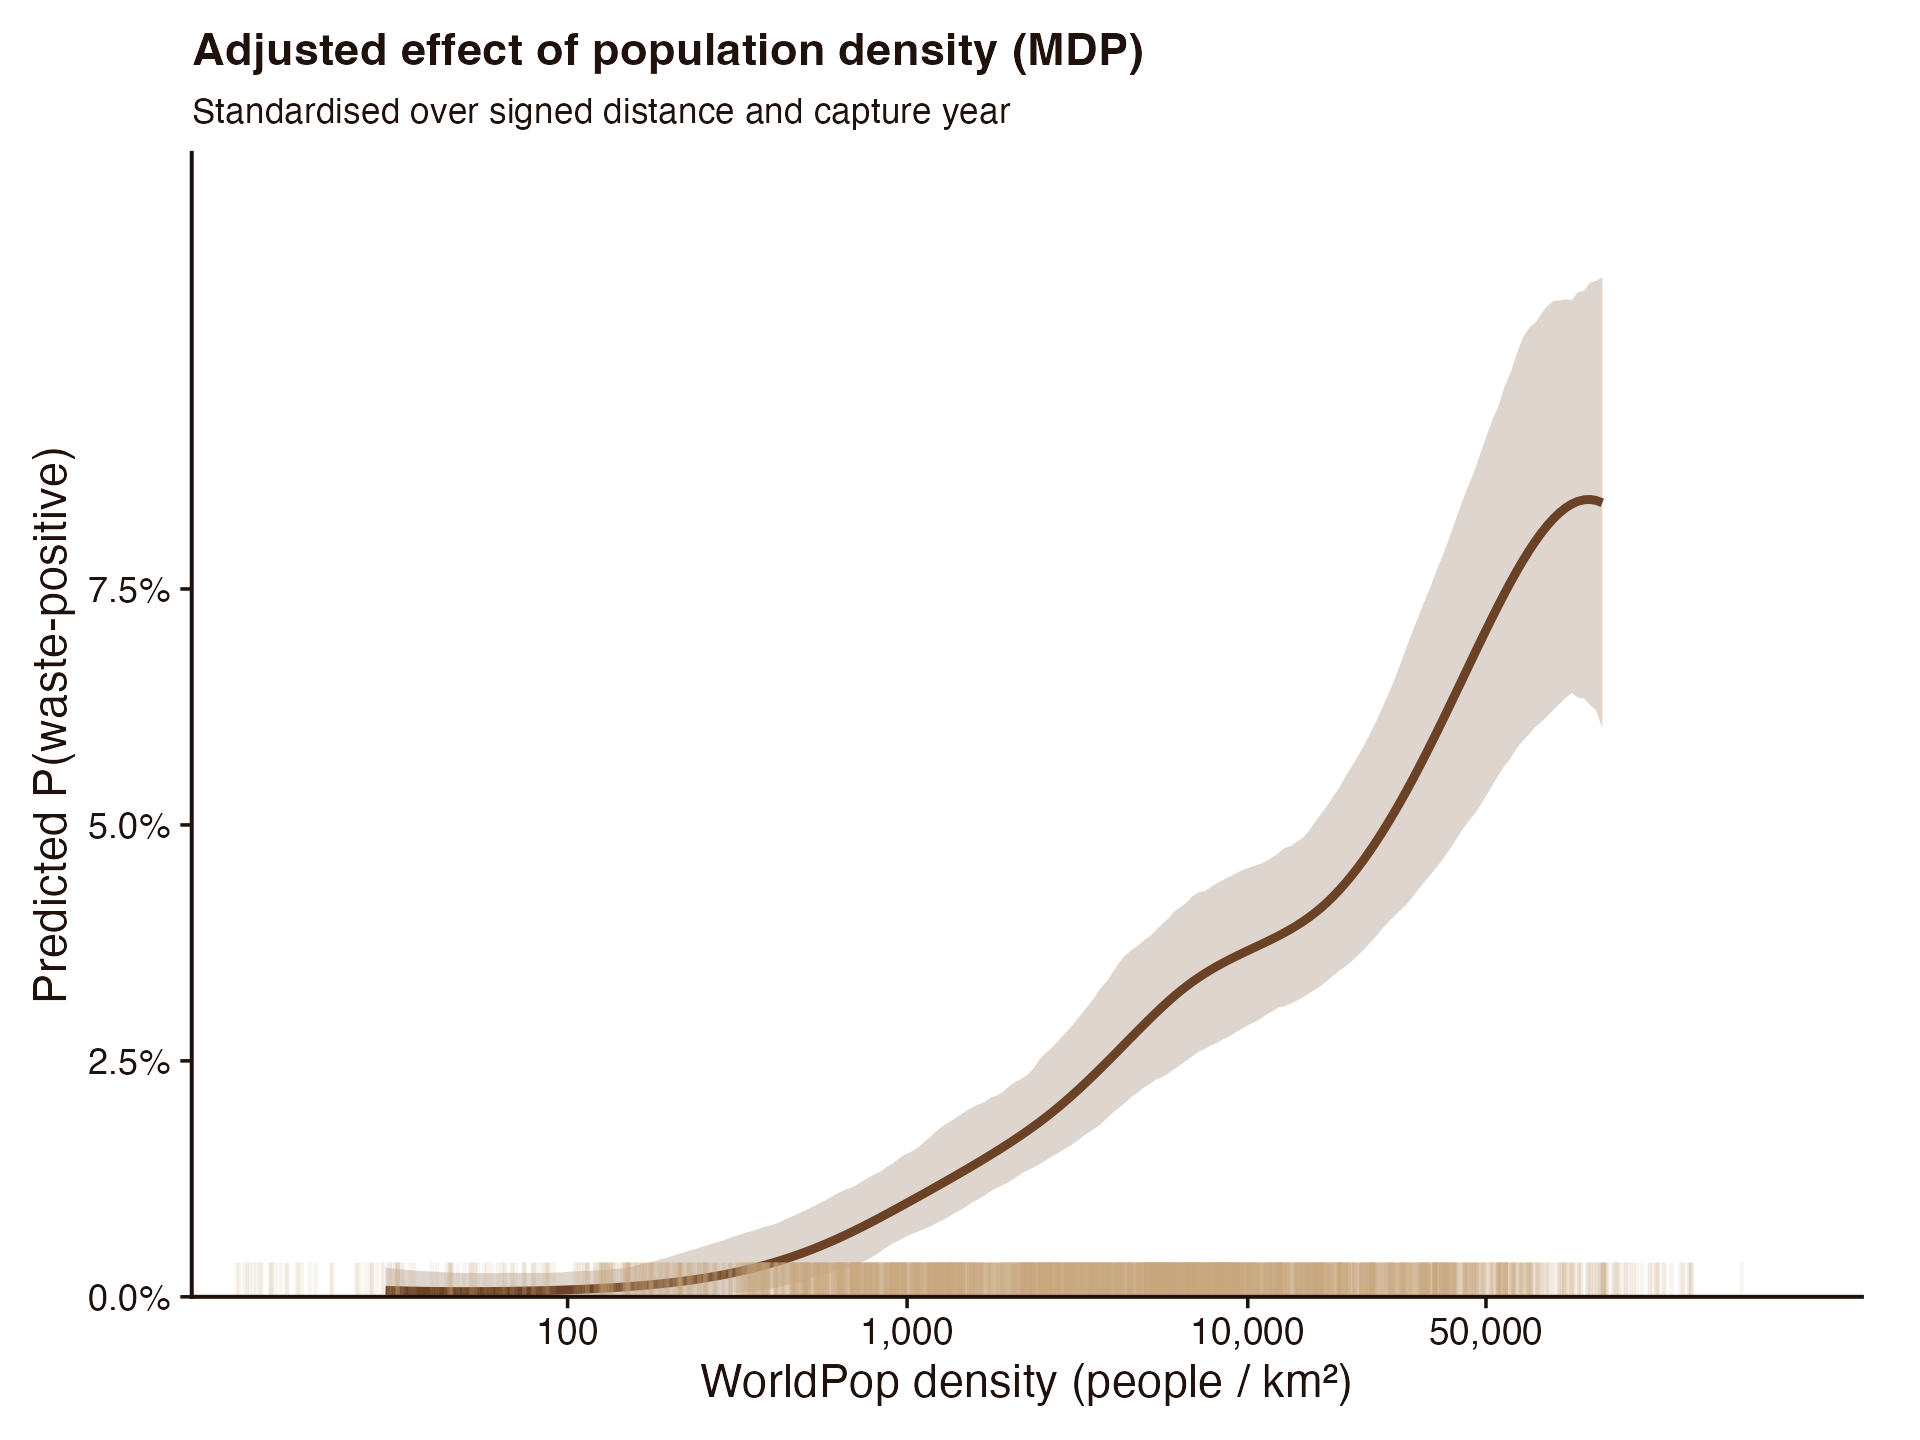 Adjusted effect of population density (MDP)
Standardised over signed distance and capture year
Predicted P(waste-positive)
7.5%
5.0%
2.5%
0.0%
100
1,000
10,000
50,000
WorldPop density (people / km²)